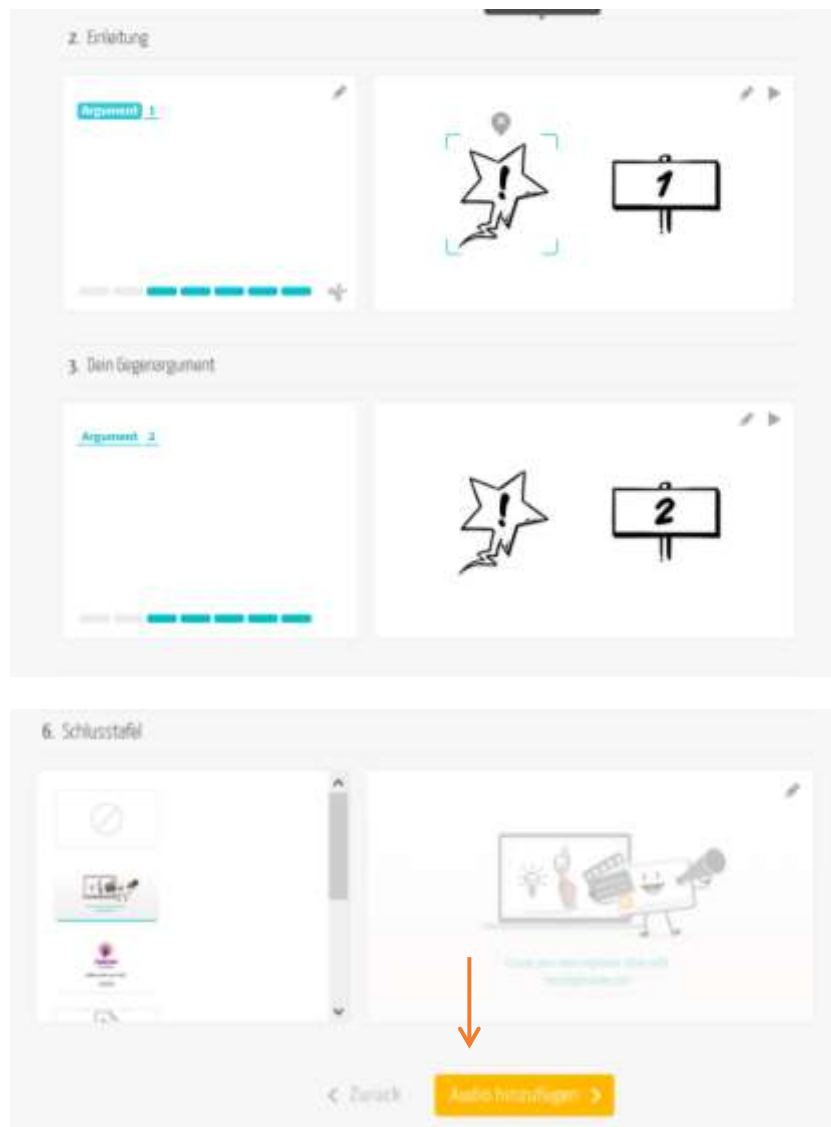 2. Einleitung
Argument 1
!
1
3. Dein Gegenargument
Argument 2
!
2
6. Schlusstafel
Zurück
Audio hinzufügen